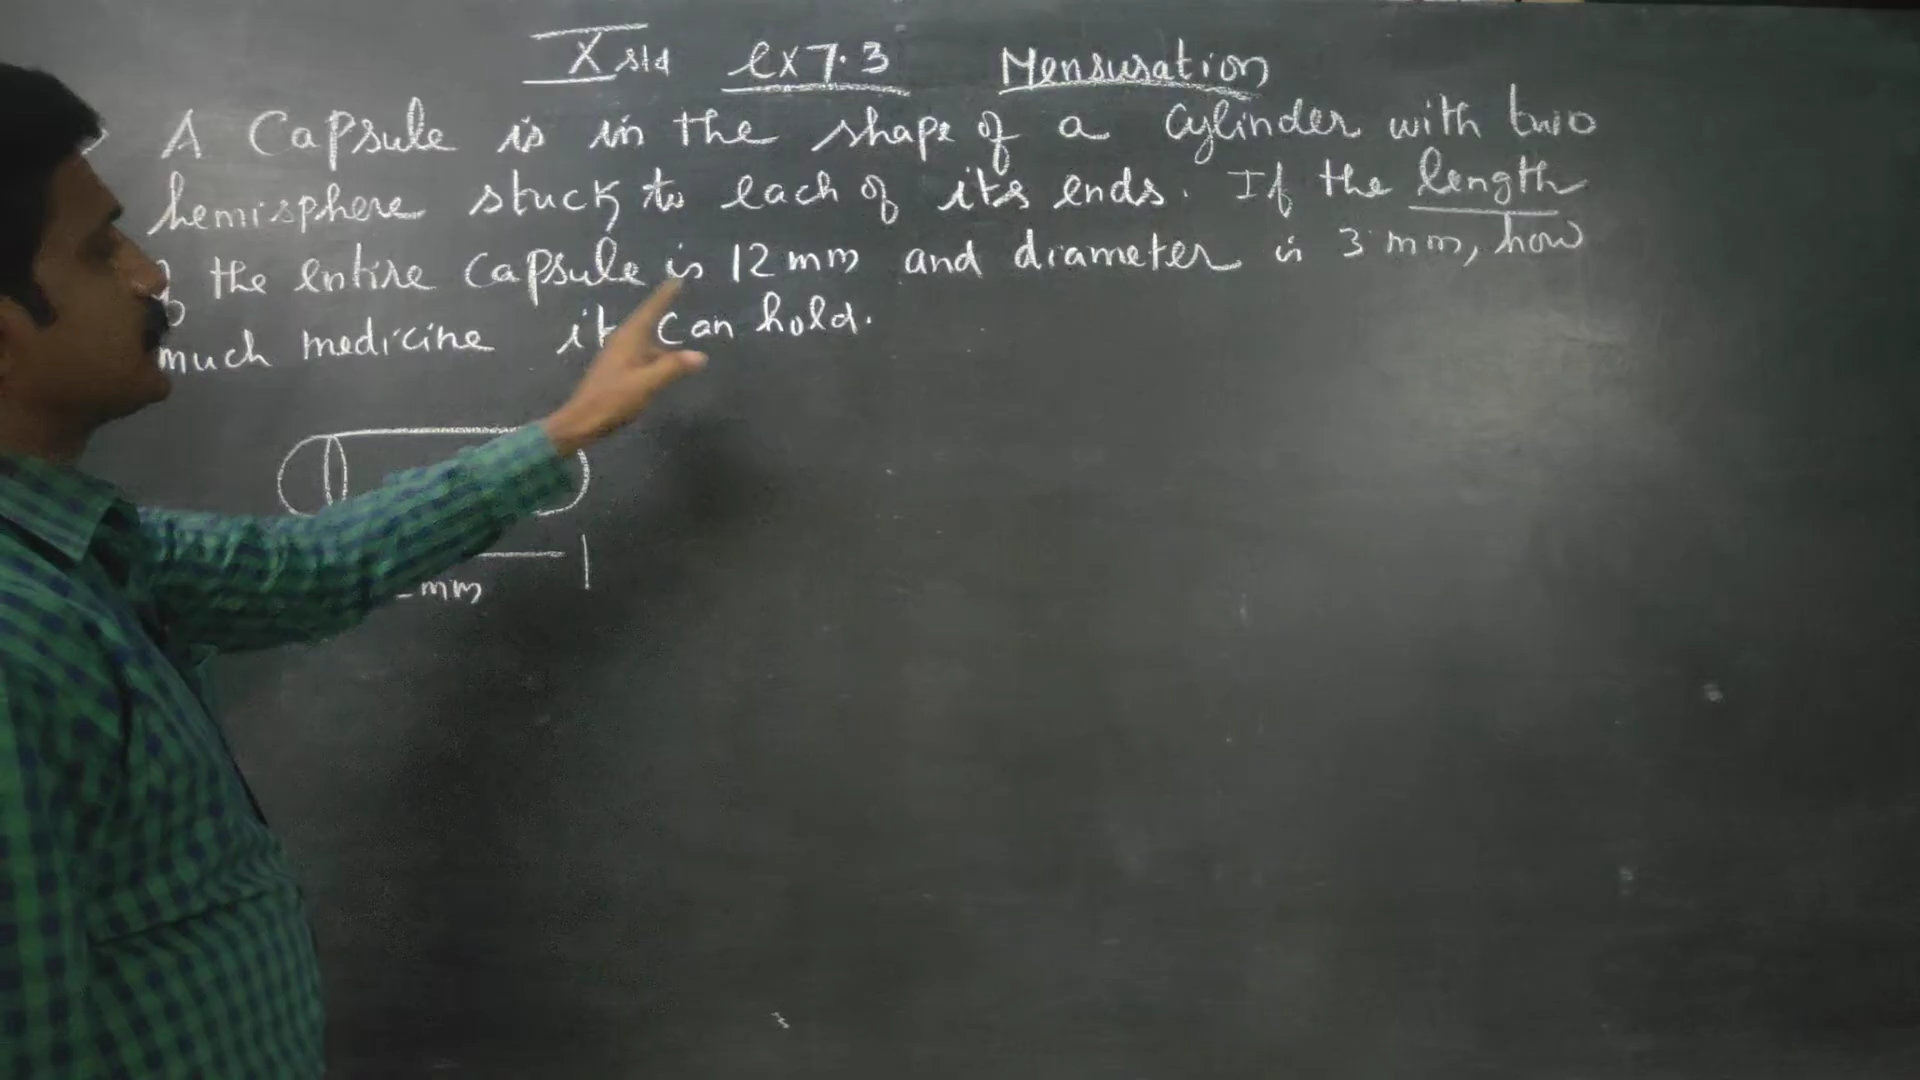 X std ex 7.3 Mensuration
A Capsule is in the shape of a Cylinder with two
hemisphere stuck to each of its ends. If the length
the entire Capsule is 12 mm and diameter is 3 mm, how
much medicine it can hold.
mm